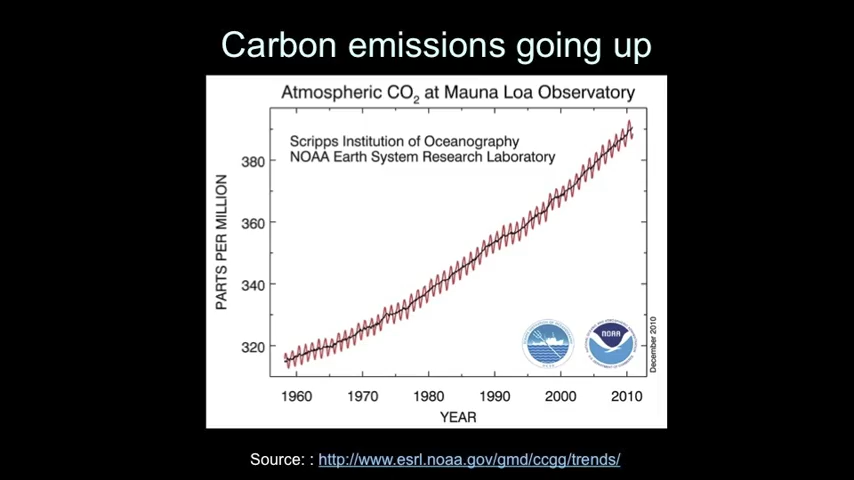 Carbon emissions going up
Atmospheric CO₂ at Mauna Loa Observatory
Scripps Institution of Oceanography
NOAA Earth System Research Laboratory
PARTS PER MILLION
380
360
340
320
NOAA
December 2010
1960 1970 1980 1990 2000 2010
YEAR
Source: : http://www.esrl.noaa.gov/gmd/ccgg/trends/